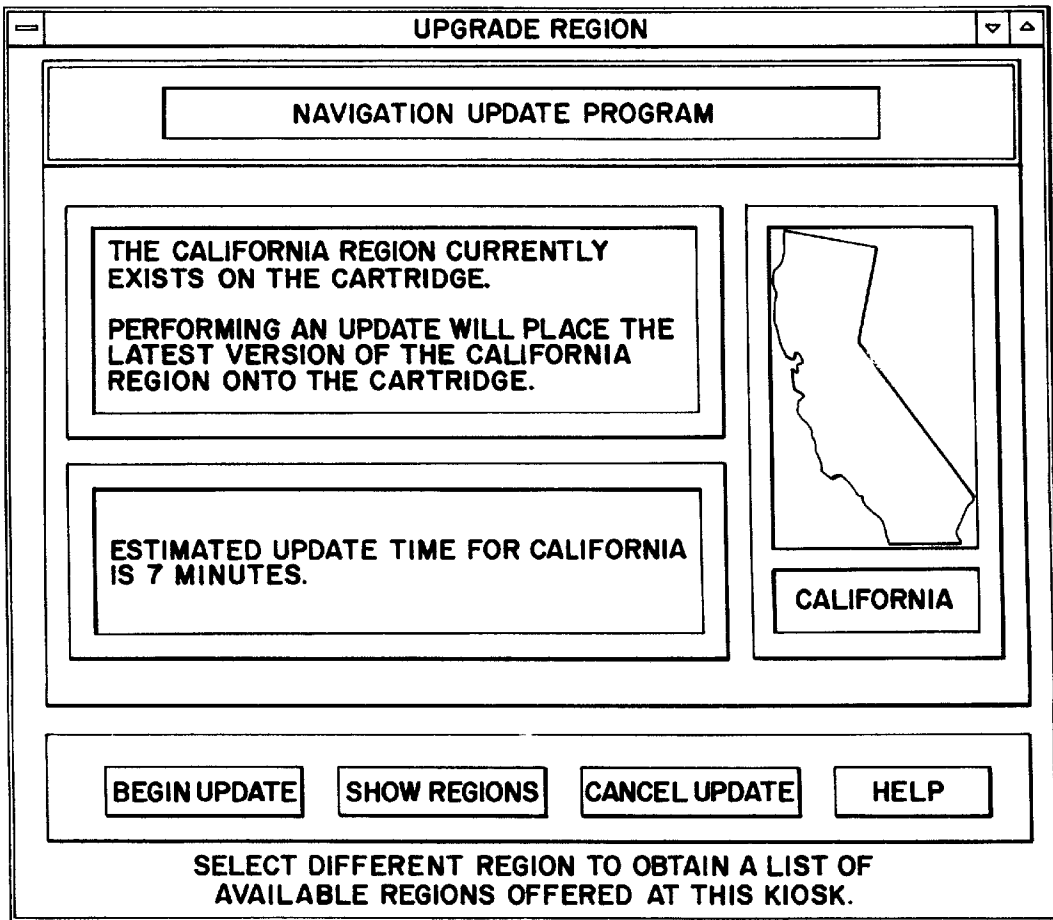 UPGRADE REGION
NAVIGATION UPDATE PROGRAM
THE CALIFORNIA REGION CURRENTLY
EXISTS ON THE CARTRIDGE.
PERFORMING AN UPDATE WILL PLACE THE
LATEST VERSION OF THE CALIFORNIA
REGION ONTO THE CARTRIDGE.
ESTIMATED UPDATE TIME FOR CALIFORNIA
IS 7 MINUTES.
CALIFORNIA
BEGIN UPDATE
SHOW REGIONS
CANCEL UPDATE
HELP
SELECT DIFFERENT REGION TO OBTAIN A LIST OF
AVAILABLE REGIONS OFFERED AT THIS KIOSK.